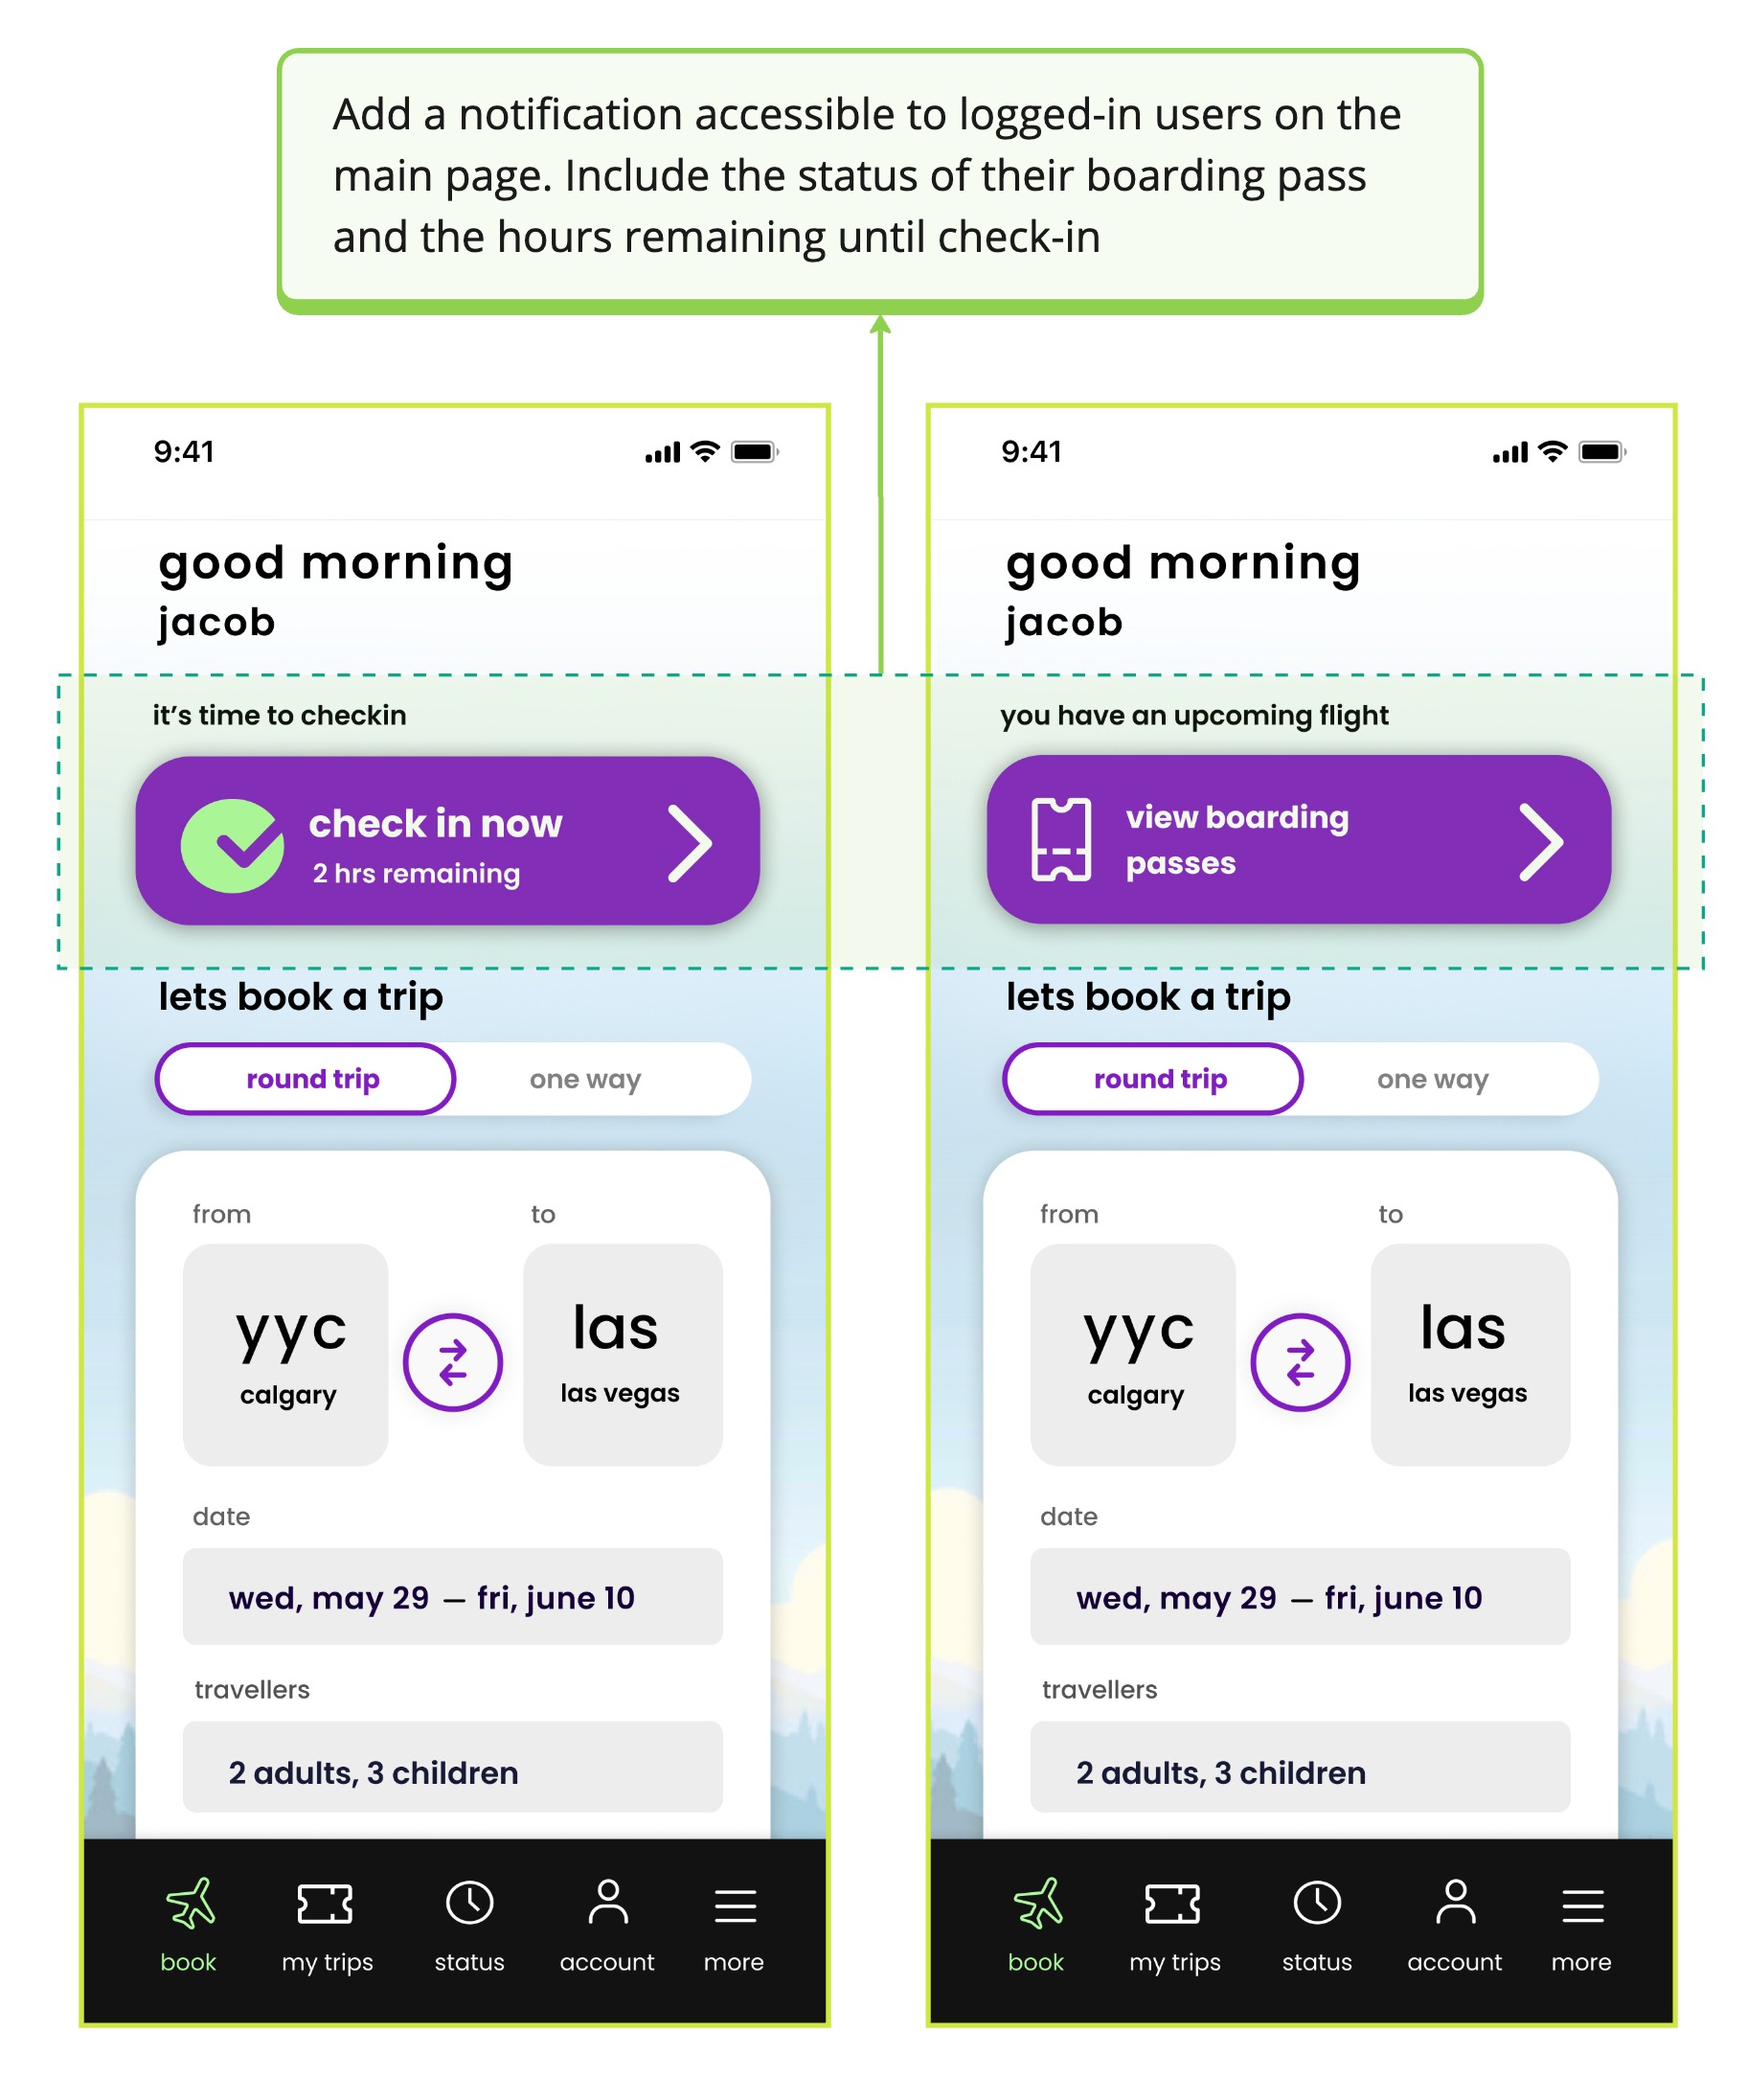 Add a notification accessible to logged-in users on the
main page. Include the status of their boarding pass
and the hours remaining until check-in
9:41
good morning
jacob
it's time to checkin
check in now
2 hrs remaining
lets book a trip
round trip one way
from to
yyc las
calgary las vegas
date
wed, may 29 – fri, june 10
travellers
2 adults, 3 children
book my trips status account more
9:41
good morning
jacob
you have an upcoming flight
view boarding
passes
lets book a trip
round trip one way
from to
yyc las
calgary las vegas
date
wed, may 29 – fri, june 10
travellers
2 adults, 3 children
book my trips status account more